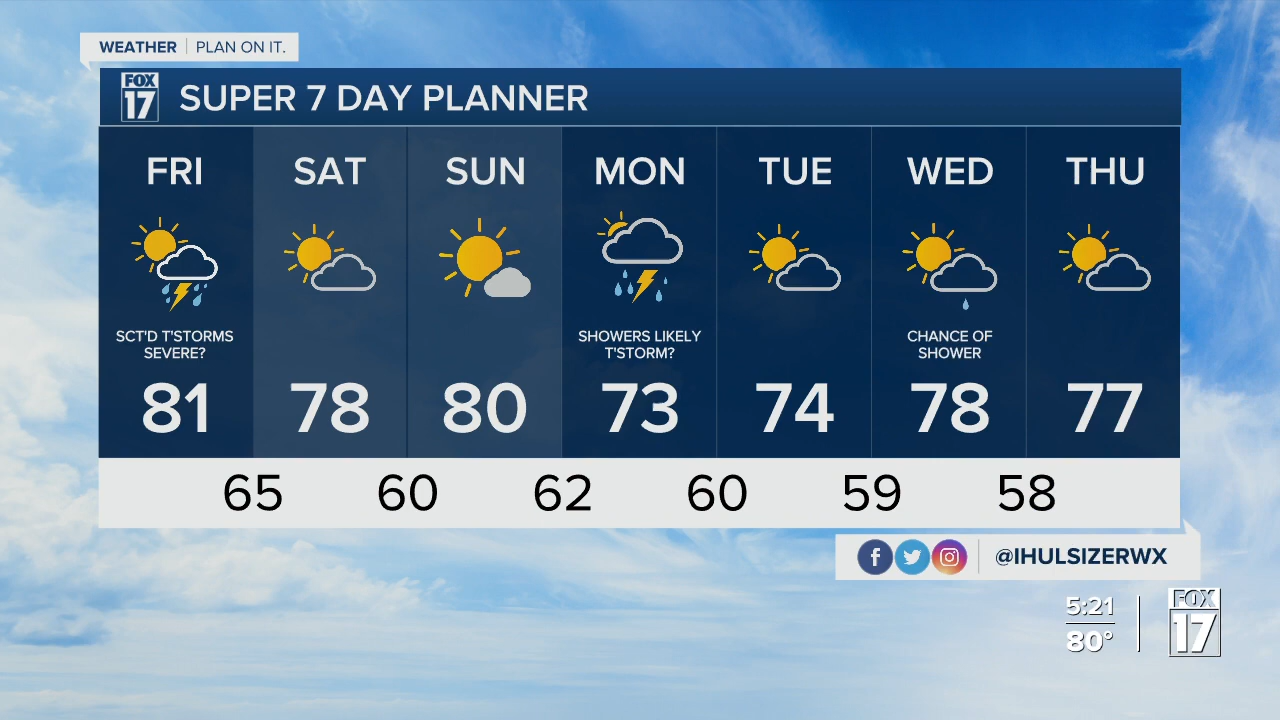 WEATHER | PLAN ON IT.
FOX
17
SUPER 7 DAY PLANNER
FRI
SAT
SUN
MON
TUE
WED
THU
SCT'D T'STORMS
SEVERE?
SHOWERS LIKELY
T'STORM?
CHANCE OF
SHOWER
81
78
80
73
74
78
77
65
60
62
60
59
58
f
@IHULSIZERWX
5:21
80°
FOX
17